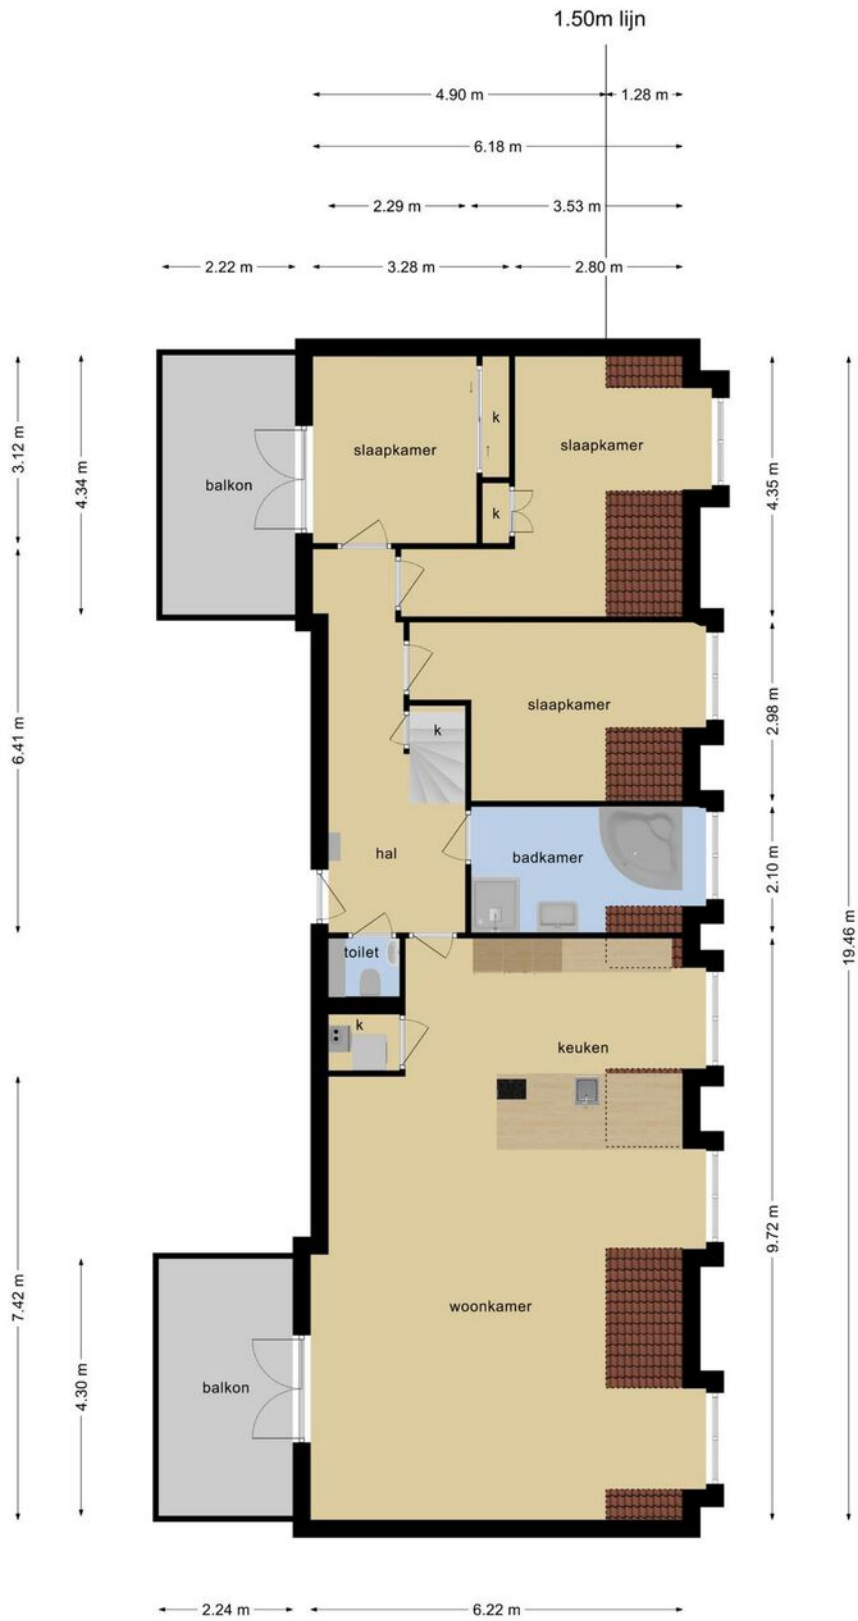 1.50m lijn
4.90 m
1.28 m
6.18 m
2.29 m
3.53 m
2.22 m
3.28 m
2.80 m
3.12 m
4.34 m
4.35 m
slaapkamer
k
slaapkamer
balkon
k
6.41 m
2.98 m
slaapkamer
k
hal
badkamer
2.10 m
19.46 m
toilet
k
keuken
9.72 m
7.42 m
woonkamer
4.30 m
balkon
2.24 m
6.22 m